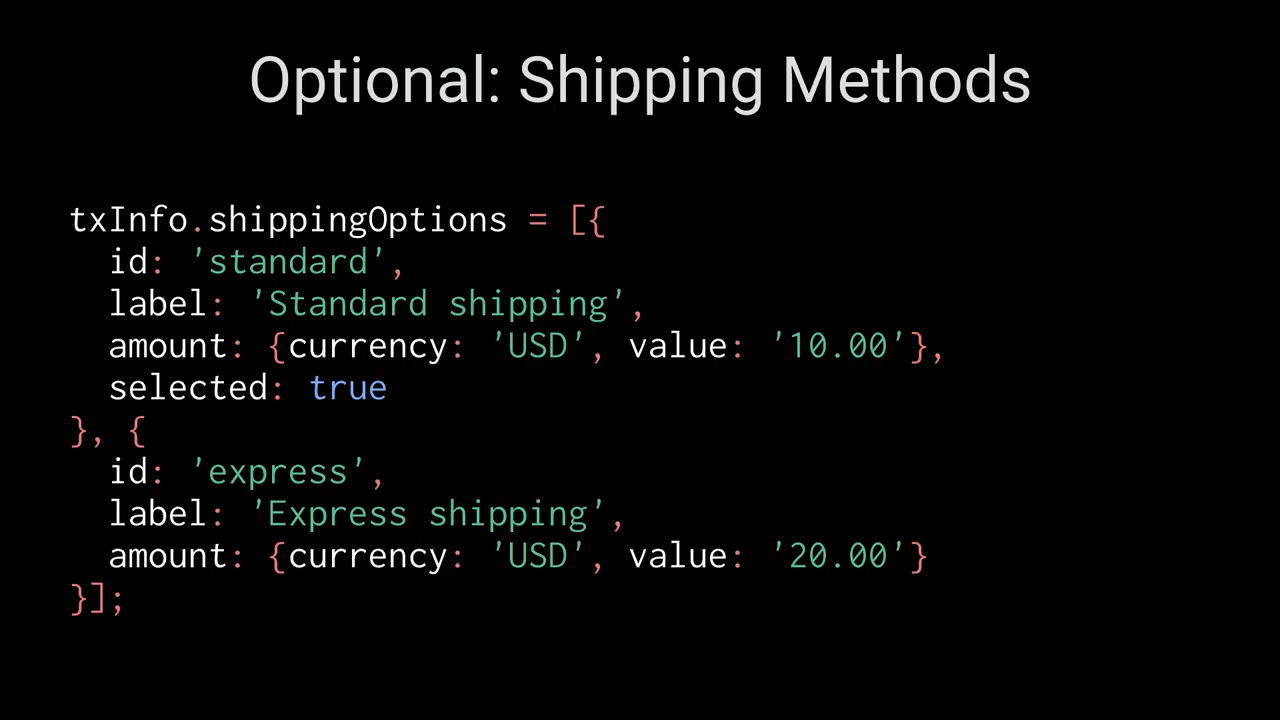 Optional: Shipping Methods
txInfo.shippingOptions = [{
  id: 'standard',
  label: 'Standard shipping',
  amount: {currency: 'USD', value: '10.00'},
  selected: true
}, {
  id: 'express',
  label: 'Express shipping',
  amount: {currency: 'USD', value: '20.00'}
}];